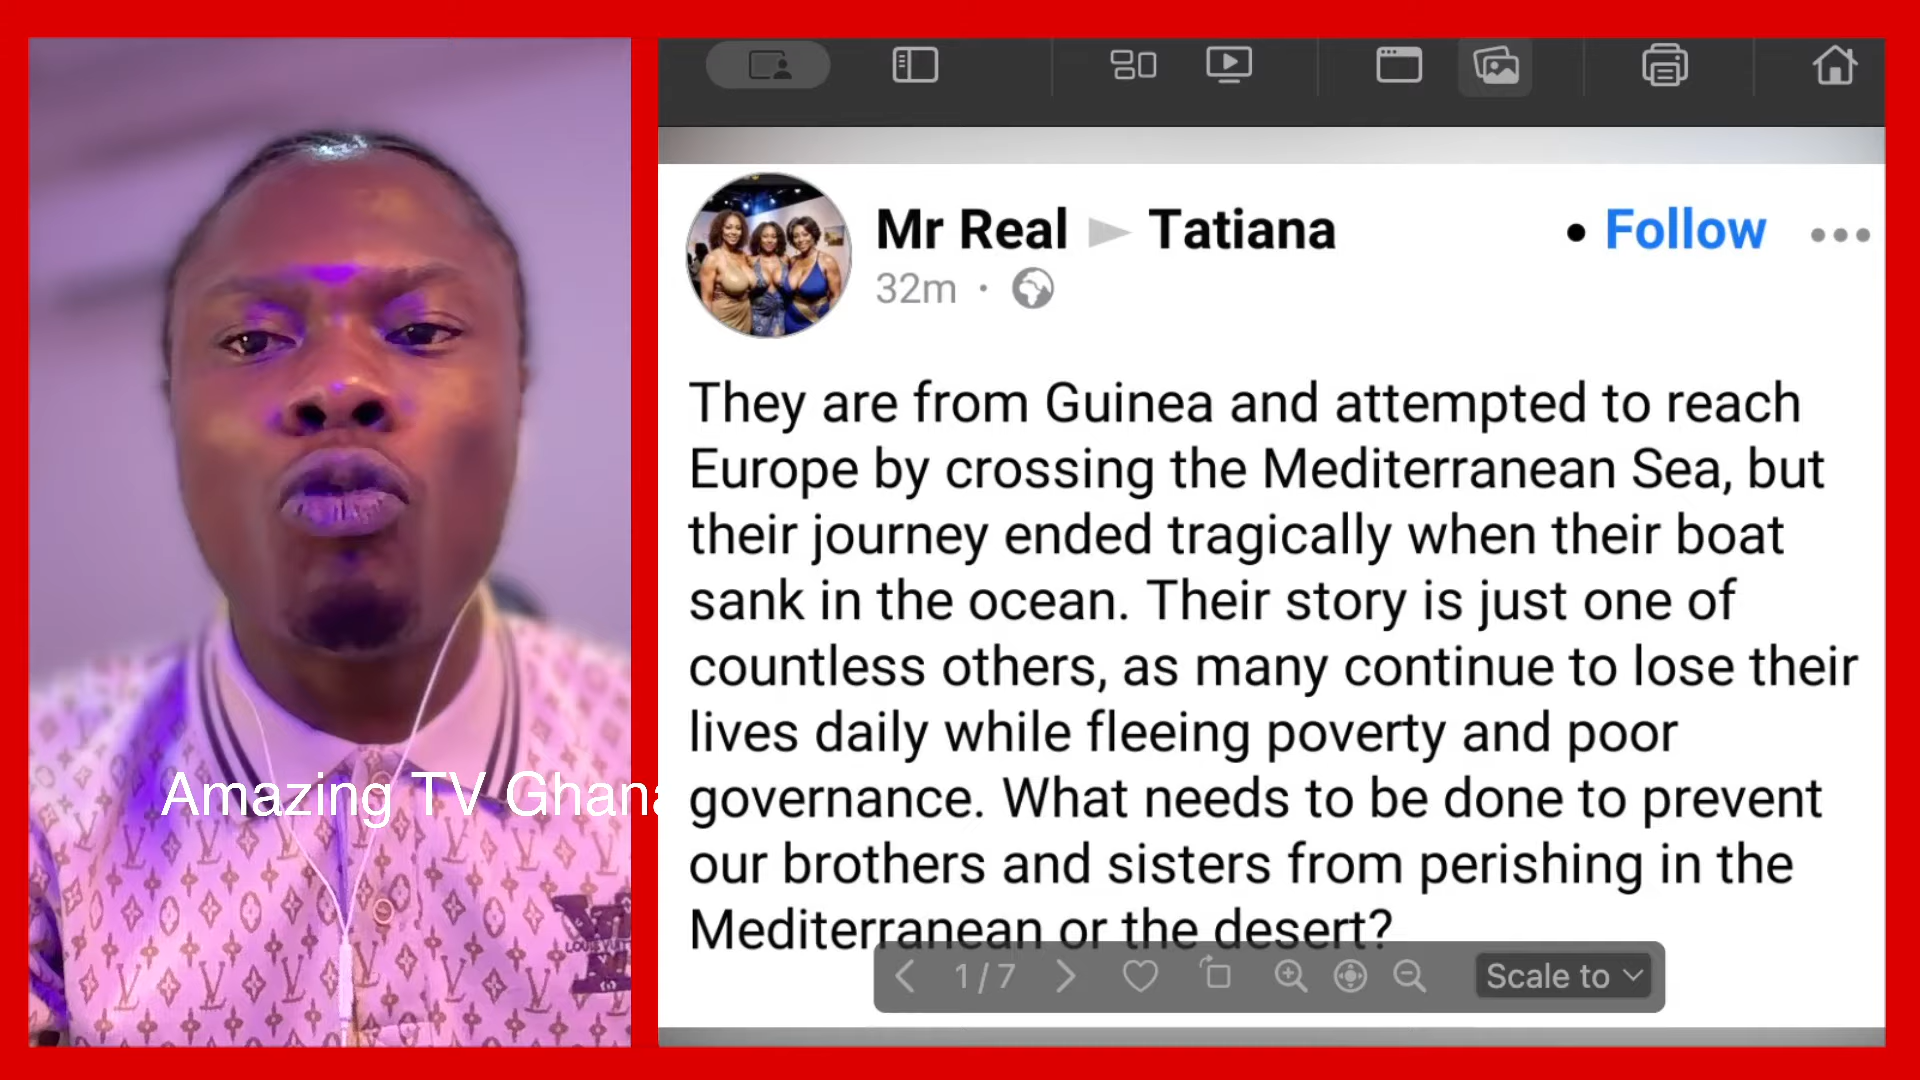 Mr Real Tatiana • Follow
32m
They are from Guinea and attempted to reach
Europe by crossing the Mediterranean Sea, but
their journey ended tragically when their boat
sank in the ocean. Their story is just one of
countless others, as many continue to lose their
lives daily while fleeing poverty and poor
governance. What needs to be done to prevent
our brothers and sisters from perishing in the
Mediterranean or the desert?
1/7
Scale to
Amazing TV Ghana
LOUIS VUITT